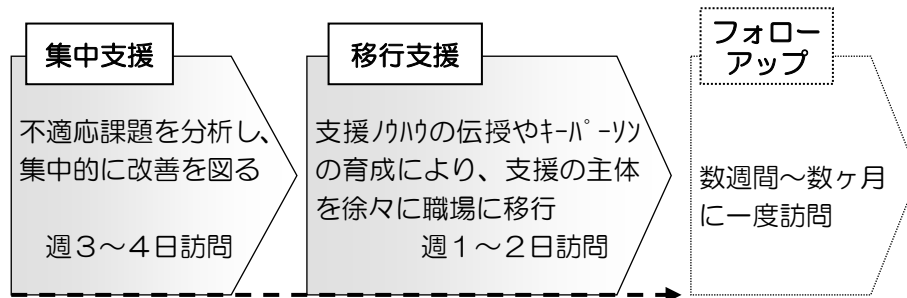 集中支援
不適応課題を分析し、
集中的に改善を図る
週3～4日訪問
移行支援
支援ﾉｳﾊｳの伝授やｷｰﾊﾟｰｿﾝ
の育成により、支援の主体
を徐々に職場に移行
週1～2日訪問
フォロー
アップ
数週間～数ヶ月
に一度訪問